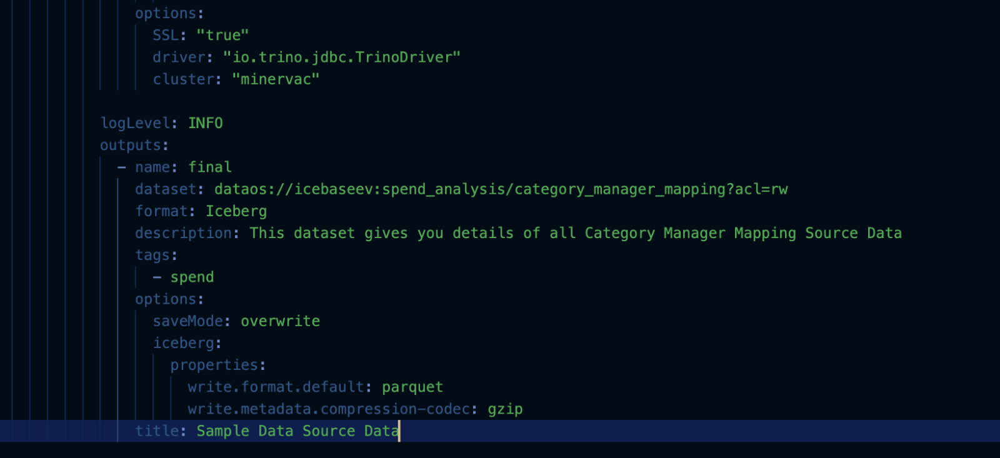 options:
SSL: "true"
driver: "io.trino.jdbc.TrinoDriver"
cluster: "minervac"
logLevel: INFO
outputs:
- name: final
dataset: dataos://icebaseev:spend_analysis/category_manager_mapping?acl=rw
format: Iceberg
description: This dataset gives you details of all Category Manager Mapping Source Data
tags:
- spend
options:
saveMode: overwrite
iceberg:
properties:
write.format.default: parquet
write.metadata.compression-codec: gzip
title: Sample Data Source Data